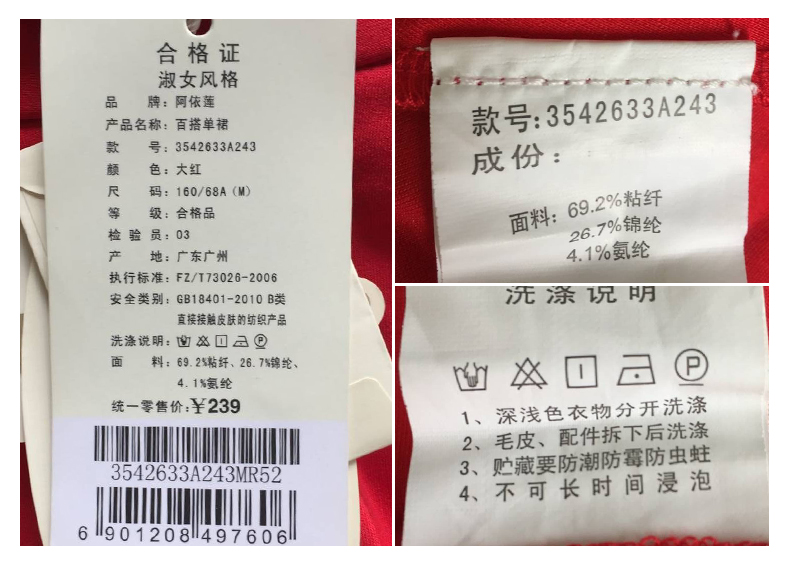 合格证
淑女风格
品 牌：阿依莲
产品名称：百搭单裙
款 号：3542633A243
颜 色：大红
尺 码：160/68A（M）
等 级：合格品
检 验 员：03
产 地：广东广州
执行标准：FZ/T73026-2006
安全类别：GB18401-2010 B类
直接接触皮肤的纺织产品
洗涤说明：
面 料：69.2%粘纤、26.7%锦纶、
4.1%氨纶
统一零售价:￥239
3542633A243MR52
6 901208 497606
款号:3542633A243
成份：
面料：69.2%粘纤
26.7%锦纶
4.1%氨纶
洗涤说明
P
1、深浅色衣物分开洗涤
2、毛皮、配件拆下后洗涤
3、贮藏要防潮防霉防虫蛀
4、不可长时间浸泡